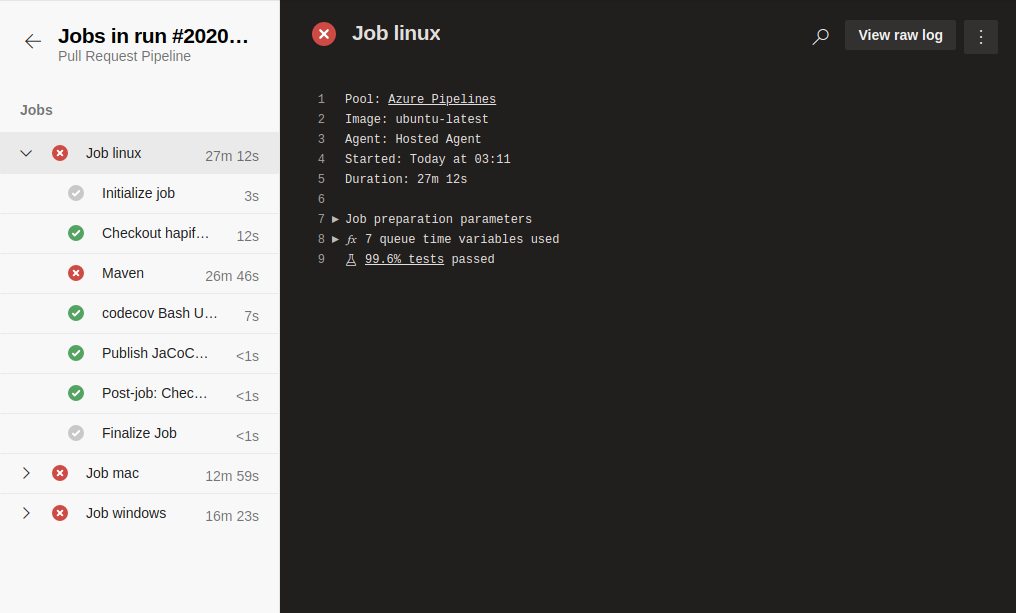 Jobs in run #2020...
Pull Request Pipeline
Jobs
Job linux 27m 12s
Initialize job 3s
Checkout hapif... 12s
Maven 26m 46s
codecov Bash U... 7s
Publish JaCoC... <1s
Post-job: Chec... <1s
Finalize Job <1s
Job mac 12m 59s
Job windows 16m 23s
Job linux
View raw log
1 Pool: Azure Pipelines
2 Image: ubuntu-latest
3 Agent: Hosted Agent
4 Started: Today at 03:11
5 Duration: 27m 12s
6
7 ▶ Job preparation parameters
8 ▶ fx 7 queue time variables used
9 99.6% tests passed